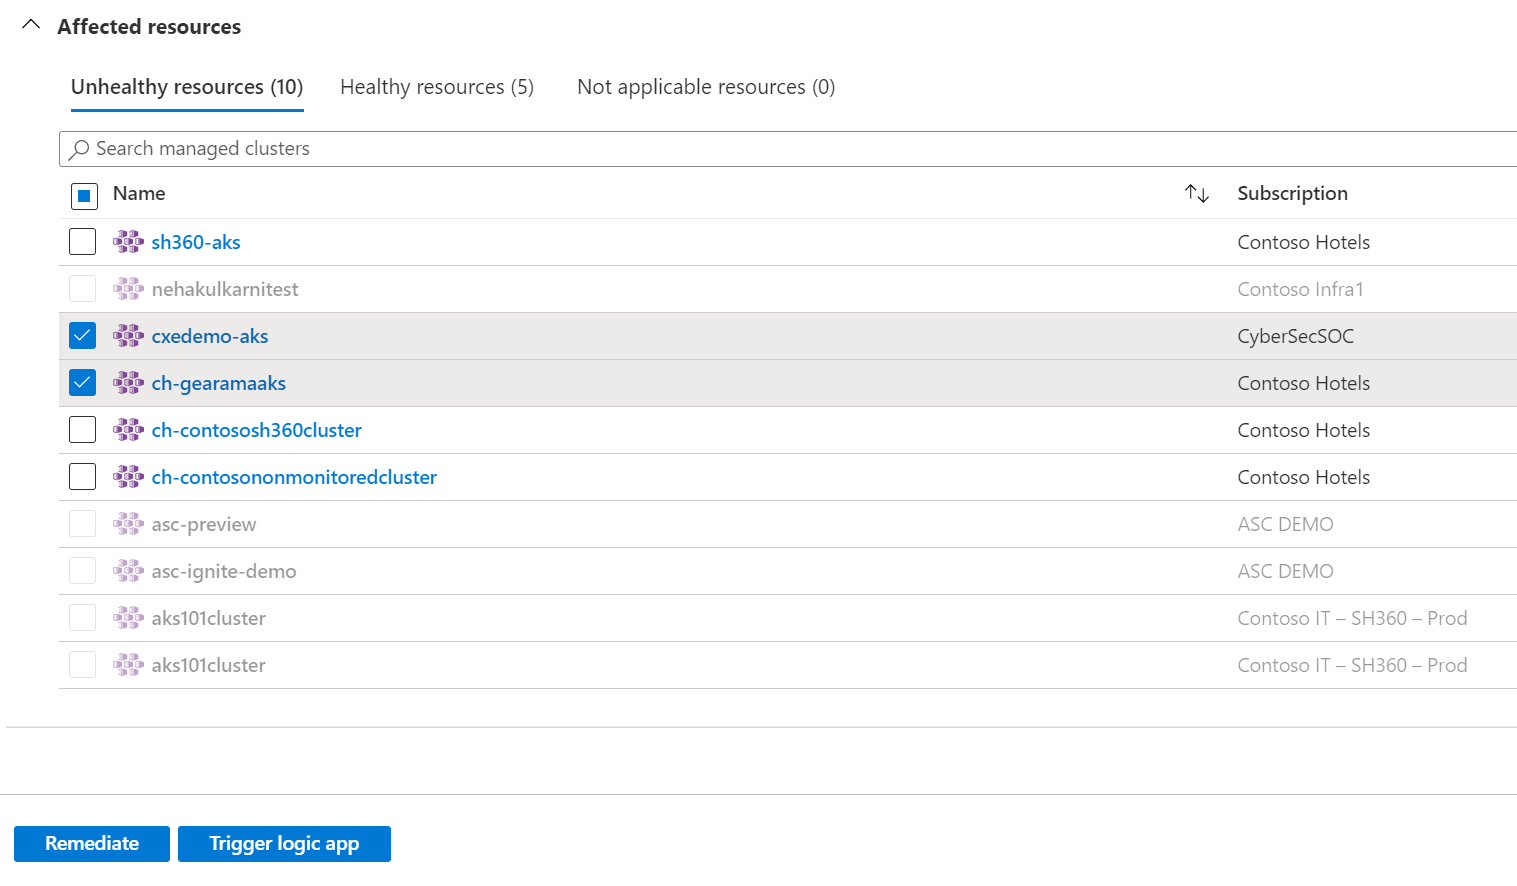 Affected resources
Unhealthy resources (10) Healthy resources (5) Not applicable resources (0)
Search managed clusters
Name Subscription
sh360-aks Contoso Hotels
nehakulkarnitest Contoso Infra1
cxedemo-aks CyberSecSOC
ch-gearamaaks Contoso Hotels
ch-contososh360cluster Contoso Hotels
ch-contosononmonitoredcluster Contoso Hotels
asc-preview ASC DEMO
asc-ignite-demo ASC DEMO
aks101cluster Contoso IT – SH360 – Prod
aks101cluster Contoso IT – SH360 – Prod
Remediate Trigger logic app